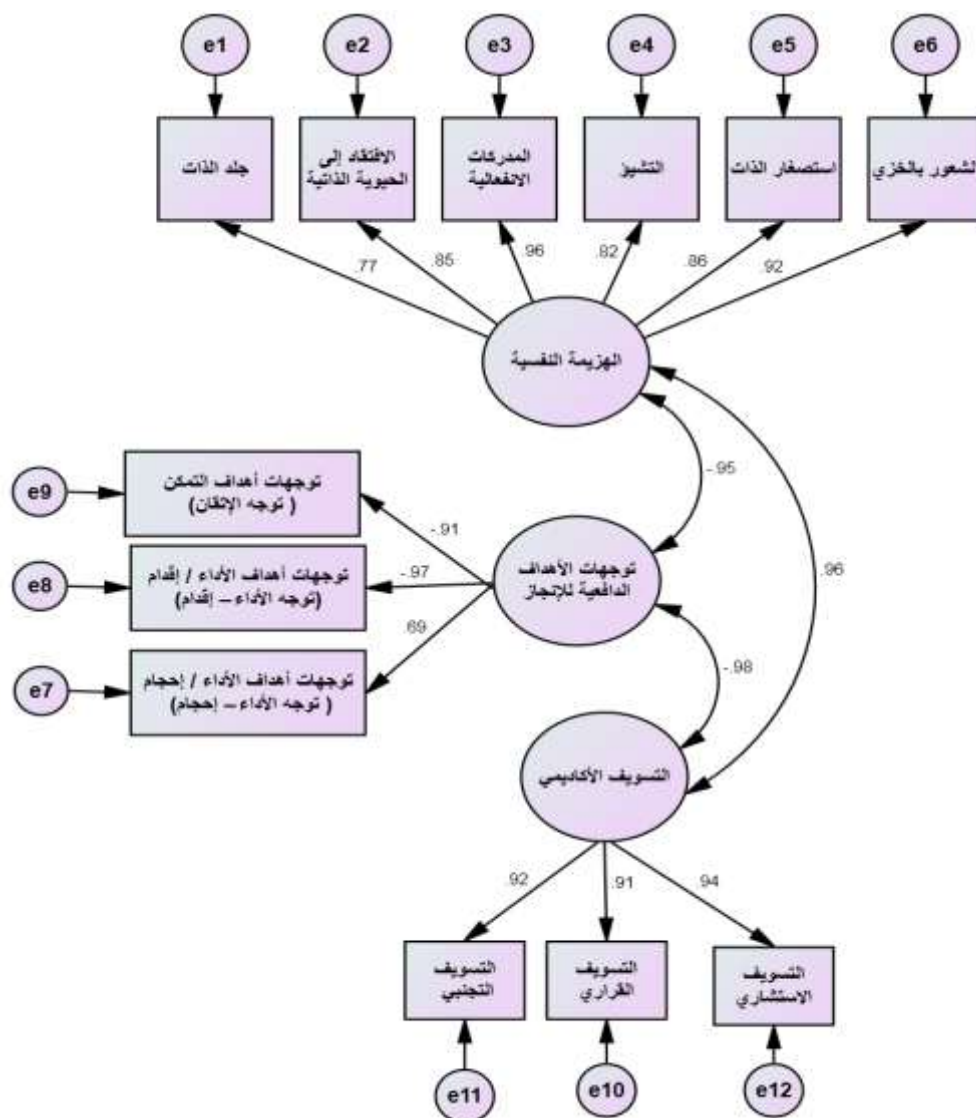 e1 e2 e3 e4 e5 e6
جلد الذات
الافتقاد إلى
الحيوية الذاتية
المدركات
الانفعالية
التشيؤ
استصغار الذات
الشعور بالخزي
.77 .85 .96 .82 .86 .92
الهزيمة النفسية
-.95
.96
e9
توجهات أهداف التمكن
( توجه الإتقان)
-.91
e8
توجهات أهداف الأداء / إقدام
(توجه الأداء – إقدام)
-.97
e7
توجهات أهداف الأداء / إحجام
( توجه الأداء – إحجام)
.69
توجهات الأهداف
الدافعية للإنجاز
-.98
التسويف الأكاديمي
.92 .91 .94
التسويف
التجنبي
التسويف
القراري
التسويف
الاستشاري
e11 e10 e12